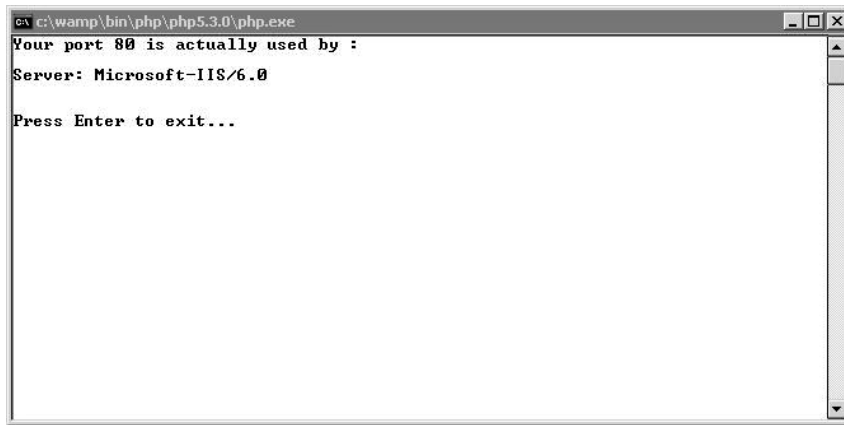 c:\wamp\bin\php\php5.3.0\php.exe
Your port 80 is actually used by :
Server: Microsoft-IIS/6.0
Press Enter to exit...